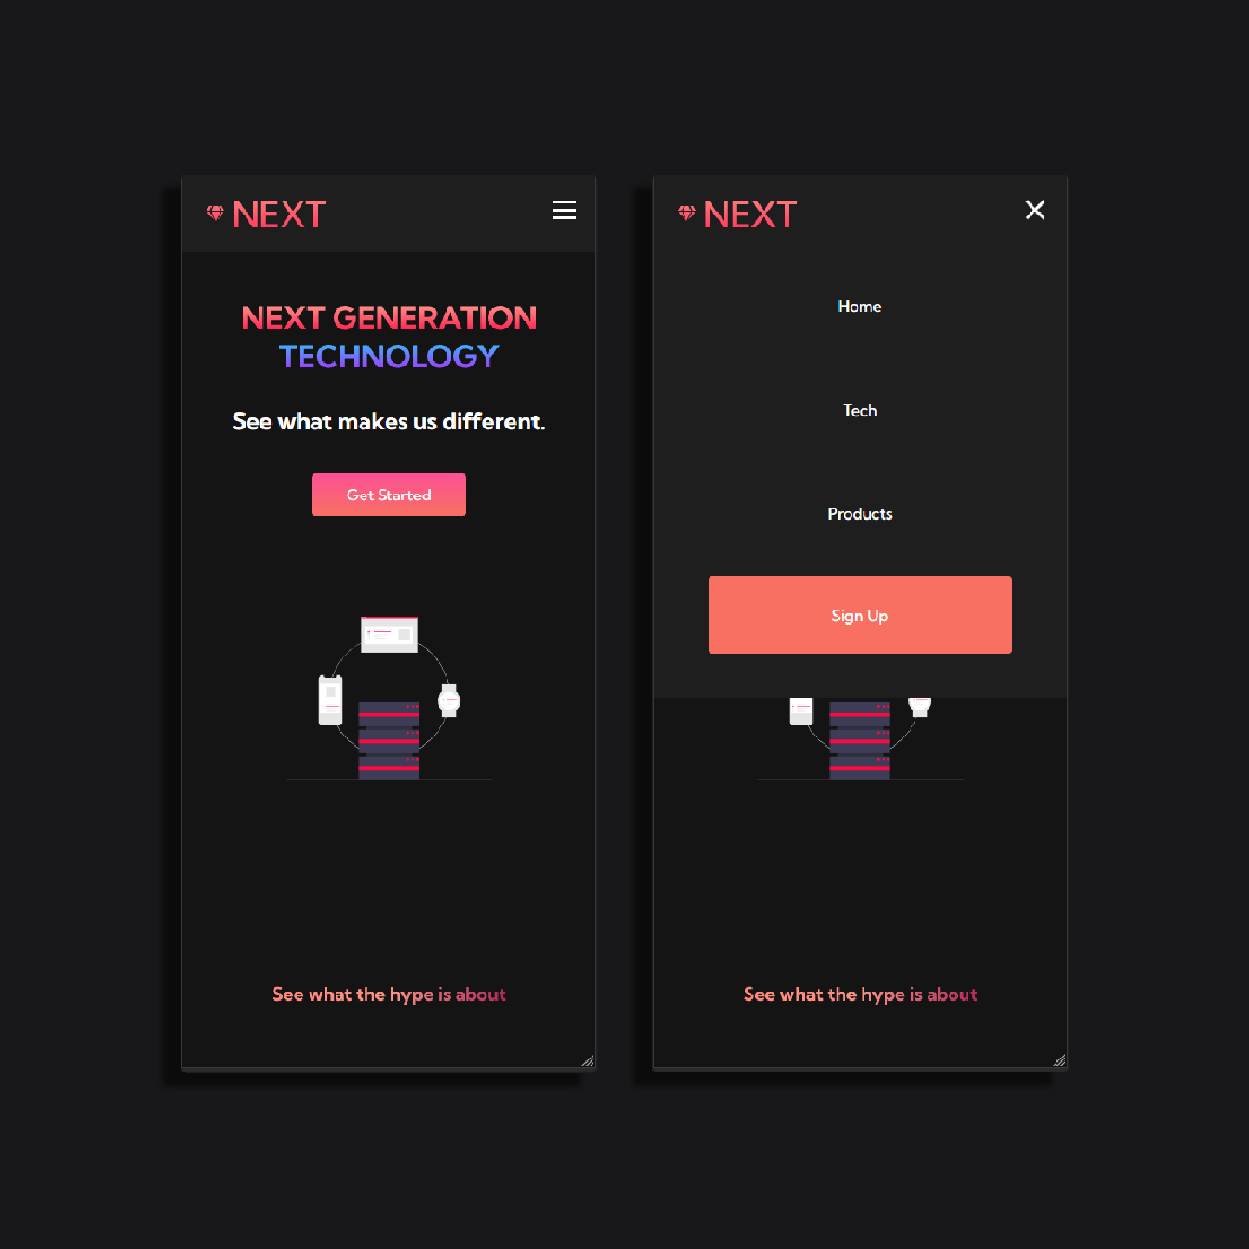 NEXT
NEXT GENERATION
TECHNOLOGY
See what makes us different.
Get Started
See what the hype is about
NEXT
Home
Tech
Products
Sign Up
See what the hype is about